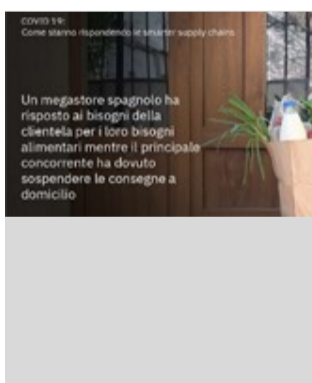 COVID 19:
Come stanno rispondendo le smarter supply chains
Un megastore spagnolo ha
risposto ai bisogni della
clientela per i loro bisogni
alimentari mentre il principale
concorrente ha dovuto
sospendere le consegne a
domicilio